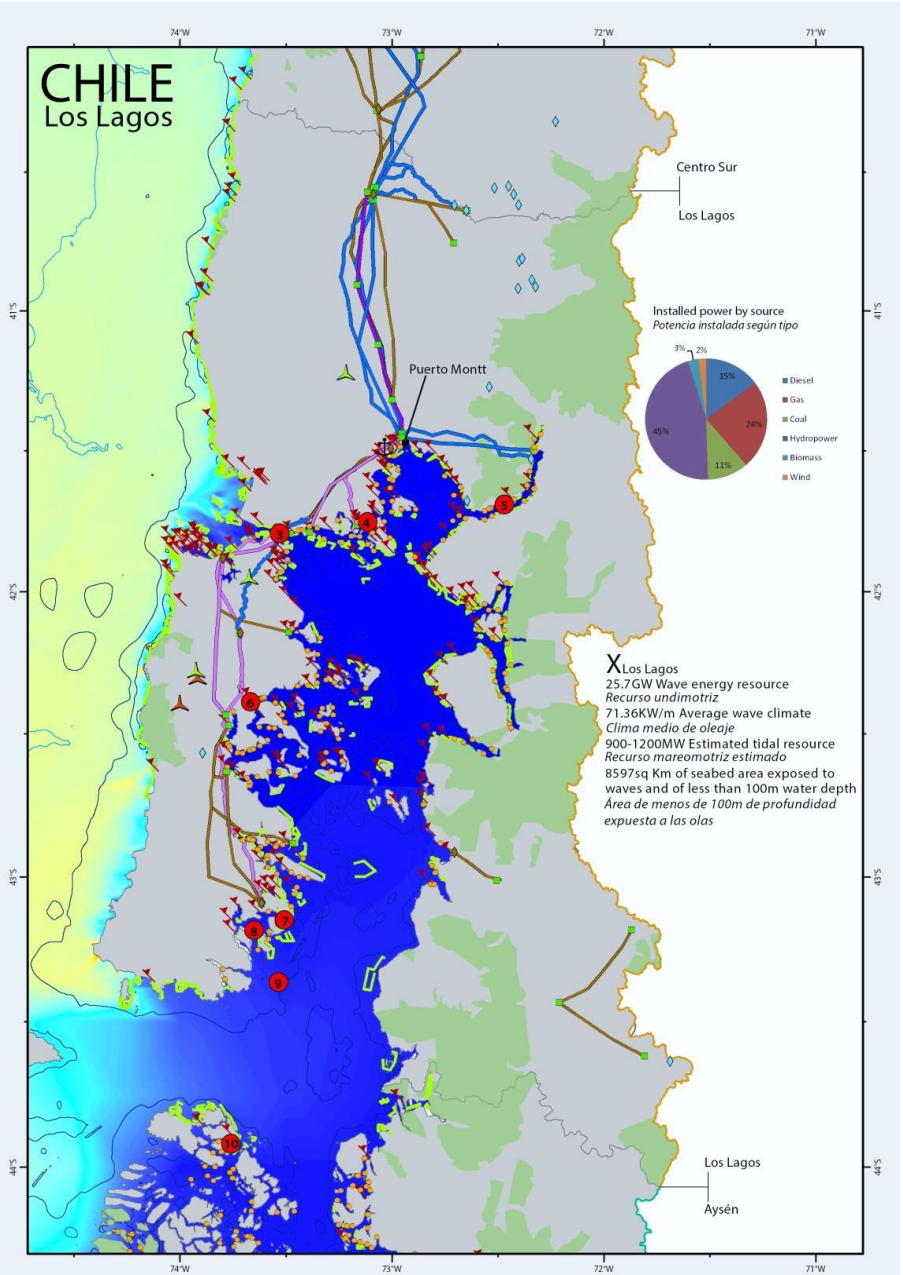 74°W
73°W
72°W
71°W
CHILE
Los Lagos
Centro Sur
Los Lagos
41°S
41°S
Installed power by source
Potencia instalada según tipo
3%
2%
15%
24%
11%
45%
Diesel
Gas
Coal
Hydropower
Biomass
Wind
Puerto Montt
5
4
3
42°S
42°S
X Los Lagos
25.7GW Wave energy resource
Recurso undimotriz
71.36KW/m Average wave climate
Clima medio de oleaje
900-1200MW Estimated tidal resource
Recurso mareomotriz estimado
8597sq Km of seabed area exposed to
waves and of less than 100m water depth
Área de menos de 100m de profundidad
expuesta a las olas
6
43°S
43°S
7
8
9
10
44°S
44°S
Los Lagos
Aysén
74°W
73°W
72°W
71°W